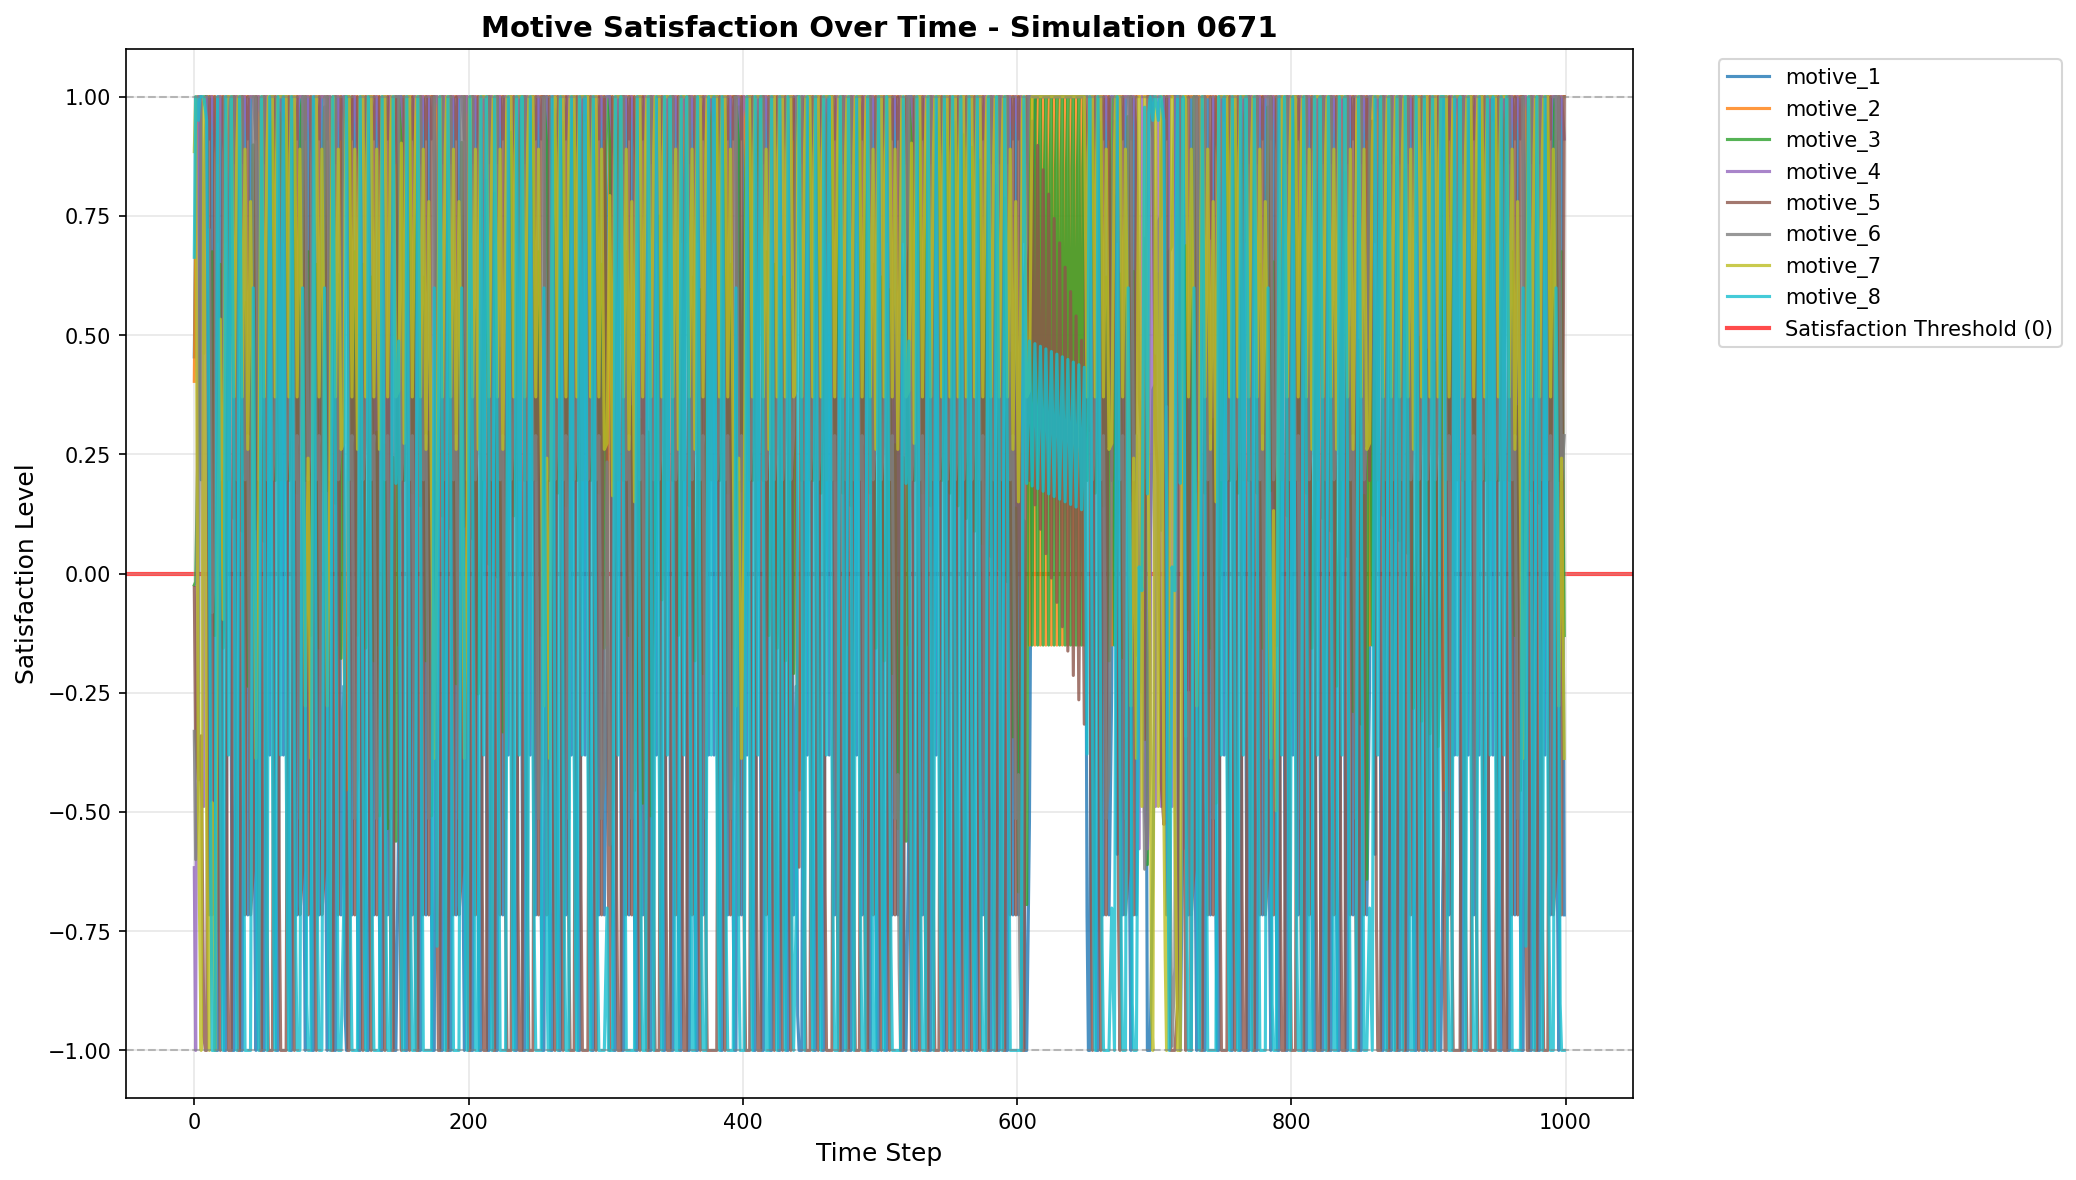 Motive Satisfaction Over Time - Simulation 0671
1.00
0.75
0.50
0.25
0.00
−0.25
−0.50
−0.75
−1.00
Satisfaction Level
0
200
400
600
800
1000
Time Step
motive_1
motive_2
motive_3
motive_4
motive_5
motive_6
motive_7
motive_8
Satisfaction Threshold (0)